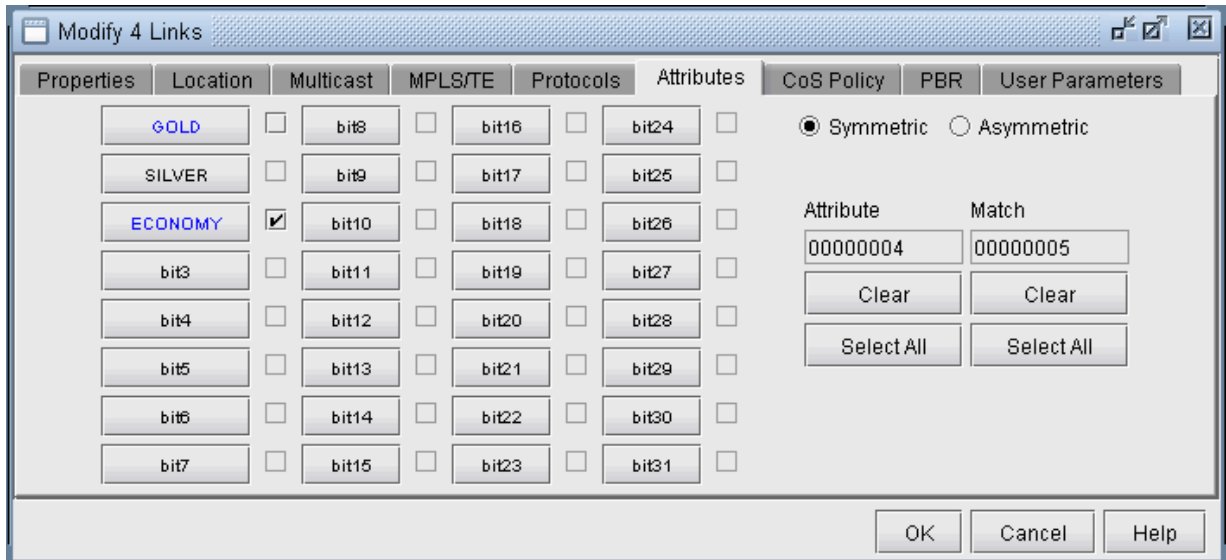 Modify 4 Links
Properties Location Multicast MPLS/TE Protocols Attributes CoS Policy PBR User Parameters
GOLD bit8 bit16 bit24 Symmetric Asymmetric
SILVER bit9 bit17 bit25
ECONOMY bit10 bit18 bit26 Attribute Match
bit3 bit11 bit19 bit27 00000004 00000005
bit4 bit12 bit20 bit28 Clear Clear
bit5 bit13 bit21 bit29 Select All Select All
bit6 bit14 bit22 bit30
bit7 bit15 bit23 bit31
OK Cancel Help